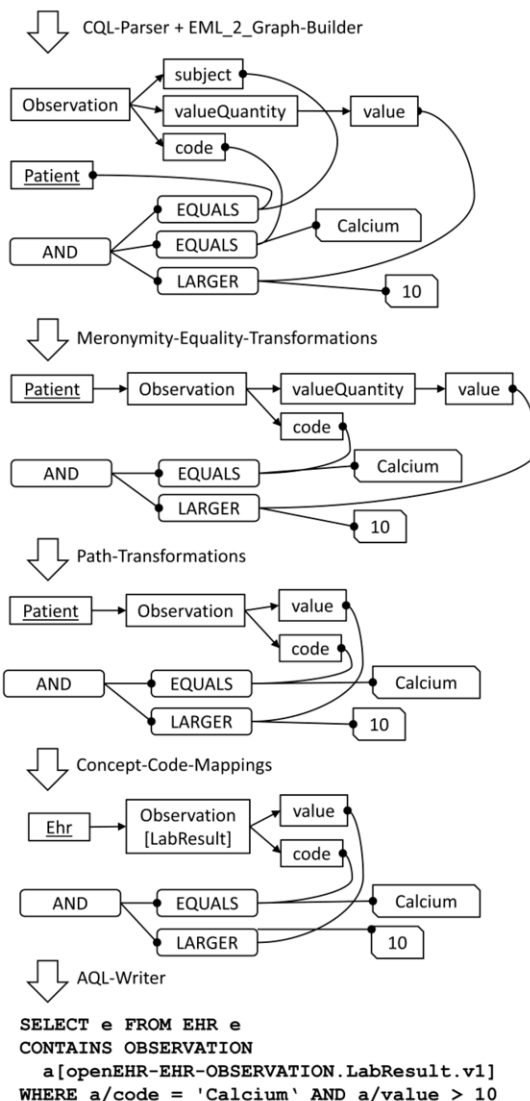 CQL-Parser + EML_2_Graph-Builder
subject
Observation
valueQuantity
value
code
Patient
EQUALS
Calcium
EQUALS
AND
LARGER
10
Meronymity-Equality-Transformations
Patient
Observation
valueQuantity
value
code
AND
EQUALS
Calcium
LARGER
10
Path-Transformations
Patient
Observation
value
code
AND
EQUALS
Calcium
LARGER
10
Concept-Code-Mappings
Ehr
Observation
[LabResult]
value
code
AND
EQUALS
Calcium
LARGER
10
AQL-Writer
SELECT e FROM EHR e
CONTAINS OBSERVATION
a[openEHR-EHR-OBSERVATION.LabResult.v1]
WHERE a/code = 'Calcium‘ AND a/value > 10